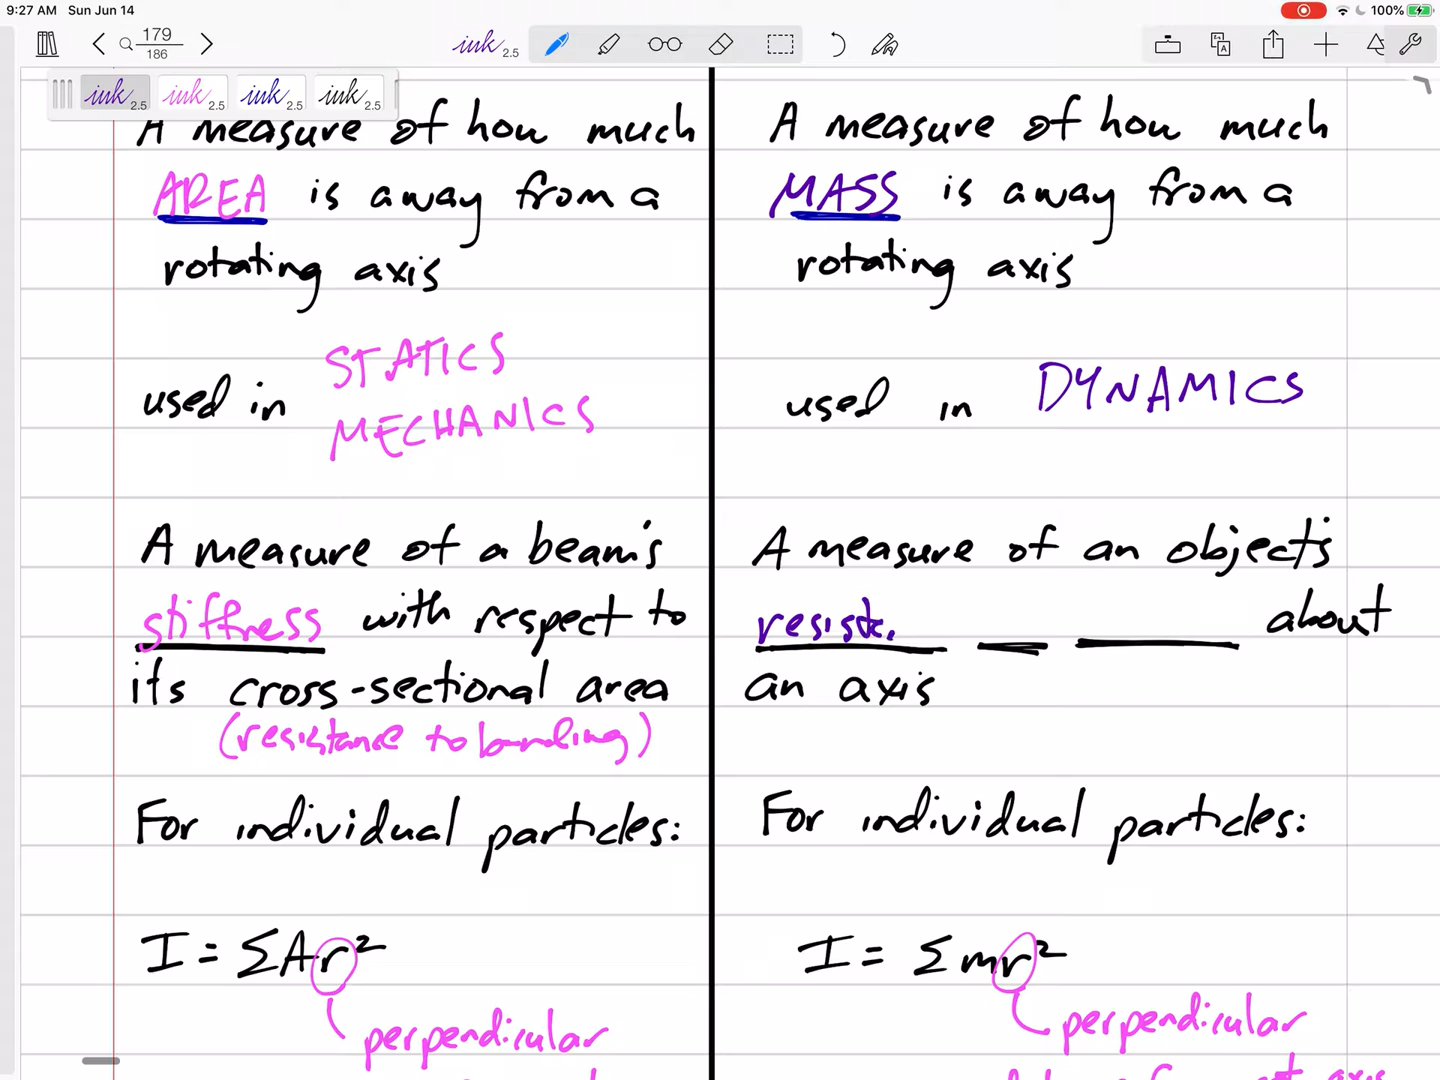 9:27 AM Sun Jun 14
100%
179
186
ink 2.5
ink 2.5 ink 2.5 ink 2.5 ink 2.5
A measure of how much
AREA is away from a
rotating axis
used in STATICS
MECHANICS
A measure of a beam's
stiffness with respect to
its cross-sectional area
(resistance to bending)
For individual particles:
I = ΣAr²
perpendicular
A measure of how much
MASS is away from a
rotating axis
used in DYNAMICS
A measure of an object's
resista about
an axis
For individual particles:
I = Σmr²
perpendicular